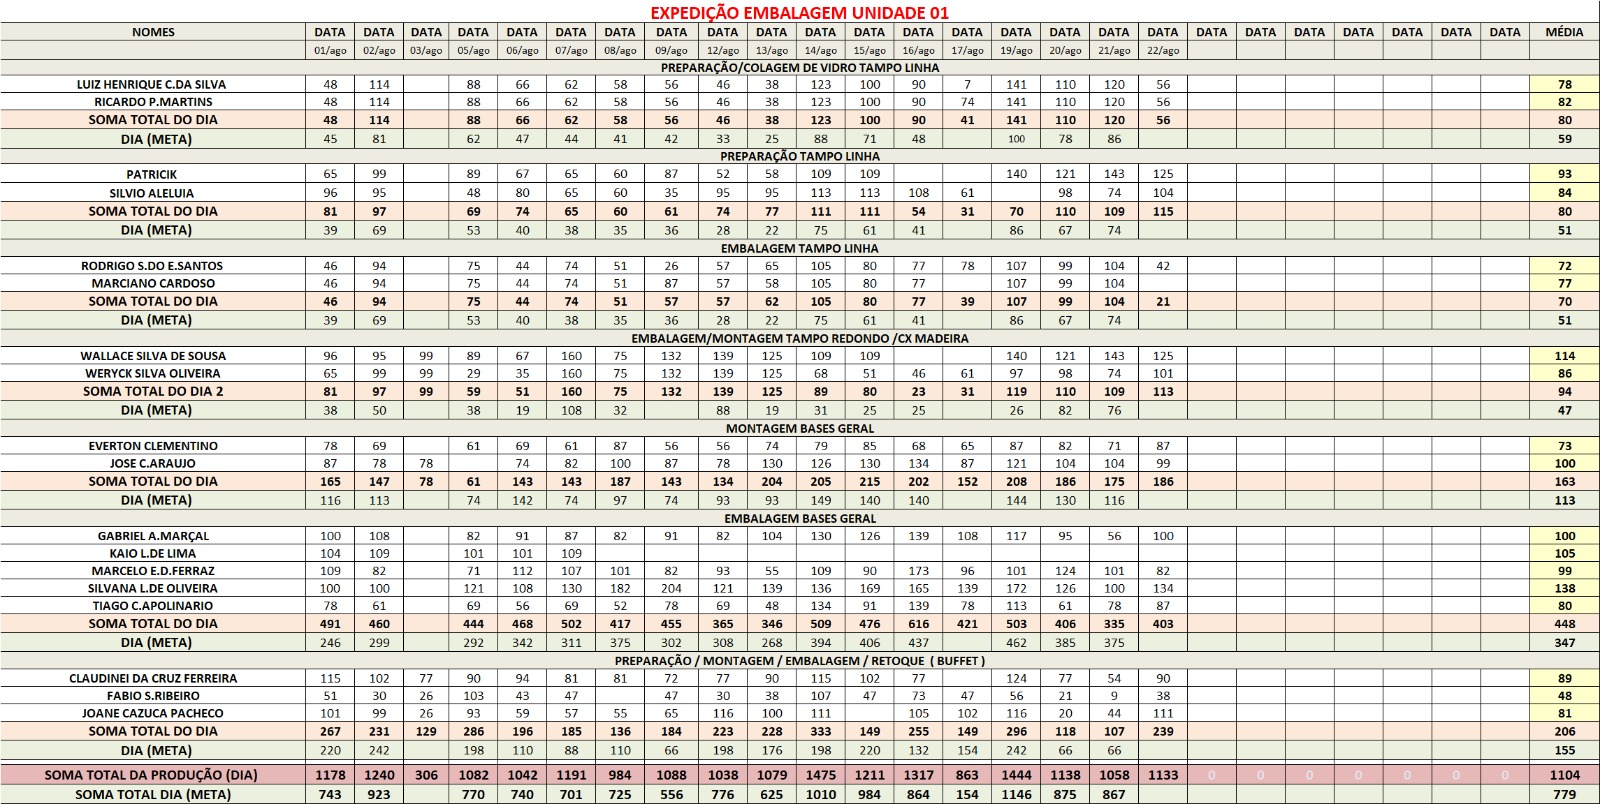 EXPEDIÇÃO EMBALAGEM UNIDADE 01
NOMES DATA DATA DATA DATA DATA DATA DATA DATA DATA DATA DATA DATA DATA DATA DATA DATA DATA DATA DATA DATA DATA DATA DATA DATA DATA MÉDIA
01/ago 02/ago 03/ago 05/ago 06/ago 07/ago 08/ago 09/ago 12/ago 13/ago 14/ago 15/ago 16/ago 17/ago 19/ago 20/ago 21/ago 22/ago
PREPARAÇÃO/COLAGEM DE VIDRO TAMPO LINHA
LUIZ HENRIQUE C.DA SILVA 48 114 88 66 62 58 56 46 38 123 100 90 7 141 110 120 56 78
RICARDO P.MARTINS 48 114 88 66 62 58 56 46 38 123 100 90 74 141 110 120 56 82
SOMA TOTAL DO DIA 48 114 88 66 62 58 56 46 38 123 100 90 41 141 110 120 56 80
DIA (META) 45 81 62 47 44 41 42 33 25 88 71 48 100 78 86 59
PREPARAÇÃO TAMPO LINHA
PATRICIK 65 99 89 67 65 60 87 52 58 109 109 140 121 143 125 93
SILVIO ALELUIA 96 95 48 80 65 60 35 95 95 113 113 108 61 98 74 104 84
SOMA TOTAL DO DIA 81 97 69 74 65 60 61 74 77 111 111 54 31 70 110 109 115 80
DIA (META) 39 69 53 40 38 35 36 28 22 75 61 41 86 67 74 51
EMBALAGEM TAMPO LINHA
RODRIGO S.DO E.SANTOS 46 94 75 44 74 51 26 57 65 105 80 77 78 107 99 104 42 72
MARCIANO CARDOSO 46 94 75 44 74 51 87 57 58 105 80 77 107 99 104 77
SOMA TOTAL DO DIA 46 94 75 44 74 51 57 57 62 105 80 77 39 107 99 104 21 70
DIA (META) 39 69 53 40 38 35 36 28 22 75 61 41 86 67 74 51
EMBALAGEM/MONTAGEM TAMPO REDONDO /CX MADEIRA
WALLACE SILVA DE SOUSA 96 95 99 89 67 160 75 132 139 125 109 109 140 121 143 125 114
WERYCK SILVA OLIVEIRA 65 99 99 29 35 160 75 132 139 125 68 51 46 61 97 98 74 101 86
SOMA TOTAL DO DIA 2 81 97 99 59 51 160 75 132 139 125 89 80 23 31 119 110 109 113 94
DIA (META) 38 50 38 19 108 32 88 19 31 25 25 26 82 76 47
MONTAGEM BASES GERAL
EVERTON CLEMENTINO 78 69 61 69 61 87 56 56 74 79 85 68 65 87 82 71 87 73
JOSE C.ARAUJO 87 78 78 74 82 100 87 78 130 126 130 134 87 121 104 104 99 100
SOMA TOTAL DO DIA 165 147 78 61 143 143 187 143 134 204 205 215 202 152 208 186 175 186 163
DIA (META) 116 113 74 142 74 97 74 93 93 149 140 140 144 130 116 113
EMBALAGEM BASES GERAL
GABRIEL A.MARÇAL 100 108 82 91 87 82 91 82 104 130 126 139 108 117 95 56 100 100
KAIO L.DE LIMA 104 109 101 101 109 105
MARCELO E.D.FERRAZ 109 82 71 112 107 101 82 93 55 109 90 173 96 101 124 101 82 99
SILVANA L.DE OLIVEIRA 100 100 121 108 130 182 204 121 139 136 169 165 139 172 126 100 134 138
TIAGO C.APOLINARIO 78 61 69 56 69 52 78 69 48 134 91 139 78 113 61 78 87 80
SOMA TOTAL DO DIA 491 460 444 468 502 417 455 365 346 509 476 616 421 503 406 335 403 448
DIA (META) 246 299 292 342 311 375 302 308 268 394 406 437 462 385 375 347
PREPARAÇÃO / MONTAGEM / EMBALAGEM / RETOQUE ( BUFFET )
CLAUDINEI DA CRUZ FERREIRA 115 102 77 90 94 81 81 72 77 90 115 102 77 124 77 54 90 89
FABIO S.RIBEIRO 51 30 26 103 43 47 47 30 38 107 47 73 47 56 21 9 38 48
JOANE CAZUCA PACHECO 101 99 26 93 59 57 55 65 116 100 111 105 102 116 20 44 111 81
SOMA TOTAL DO DIA 267 231 129 286 196 185 136 184 223 228 333 149 255 149 296 118 107 239 206
DIA (META) 220 242 198 110 88 110 66 198 176 198 220 132 154 242 66 66 155
SOMA TOTAL DA PRODUÇÃO (DIA) 1178 1240 306 1082 1042 1191 984 1088 1038 1079 1475 1211 1317 863 1444 1138 1058 1133 0 0 0 0 0 0 0 1104
SOMA TOTAL DIA (META) 743 923 770 740 701 725 556 776 625 1010 984 864 154 1146 875 867 779